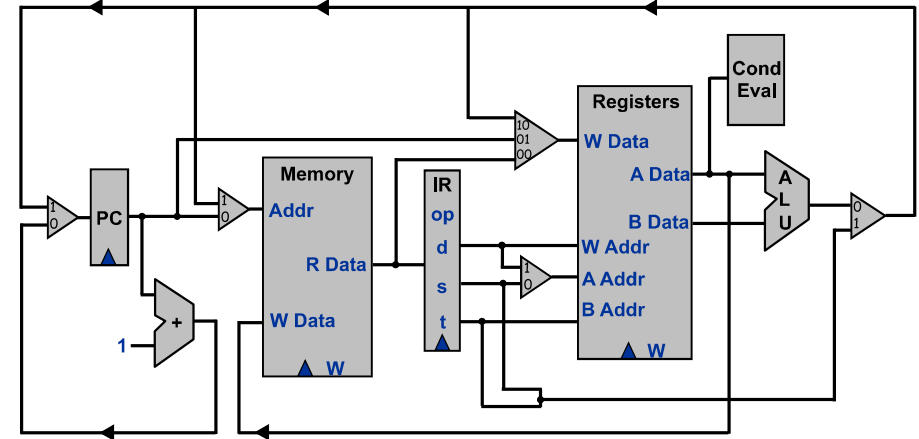 Cond
Eval
Registers
10
01
00
W Data
Memory
IR
A Data
A
L
U
op
1
0
PC
1
0
Addr
B Data
0
1
d
W Addr
R Data
1
0
A Addr
s
B Addr
t
W Data
+
1
W
W